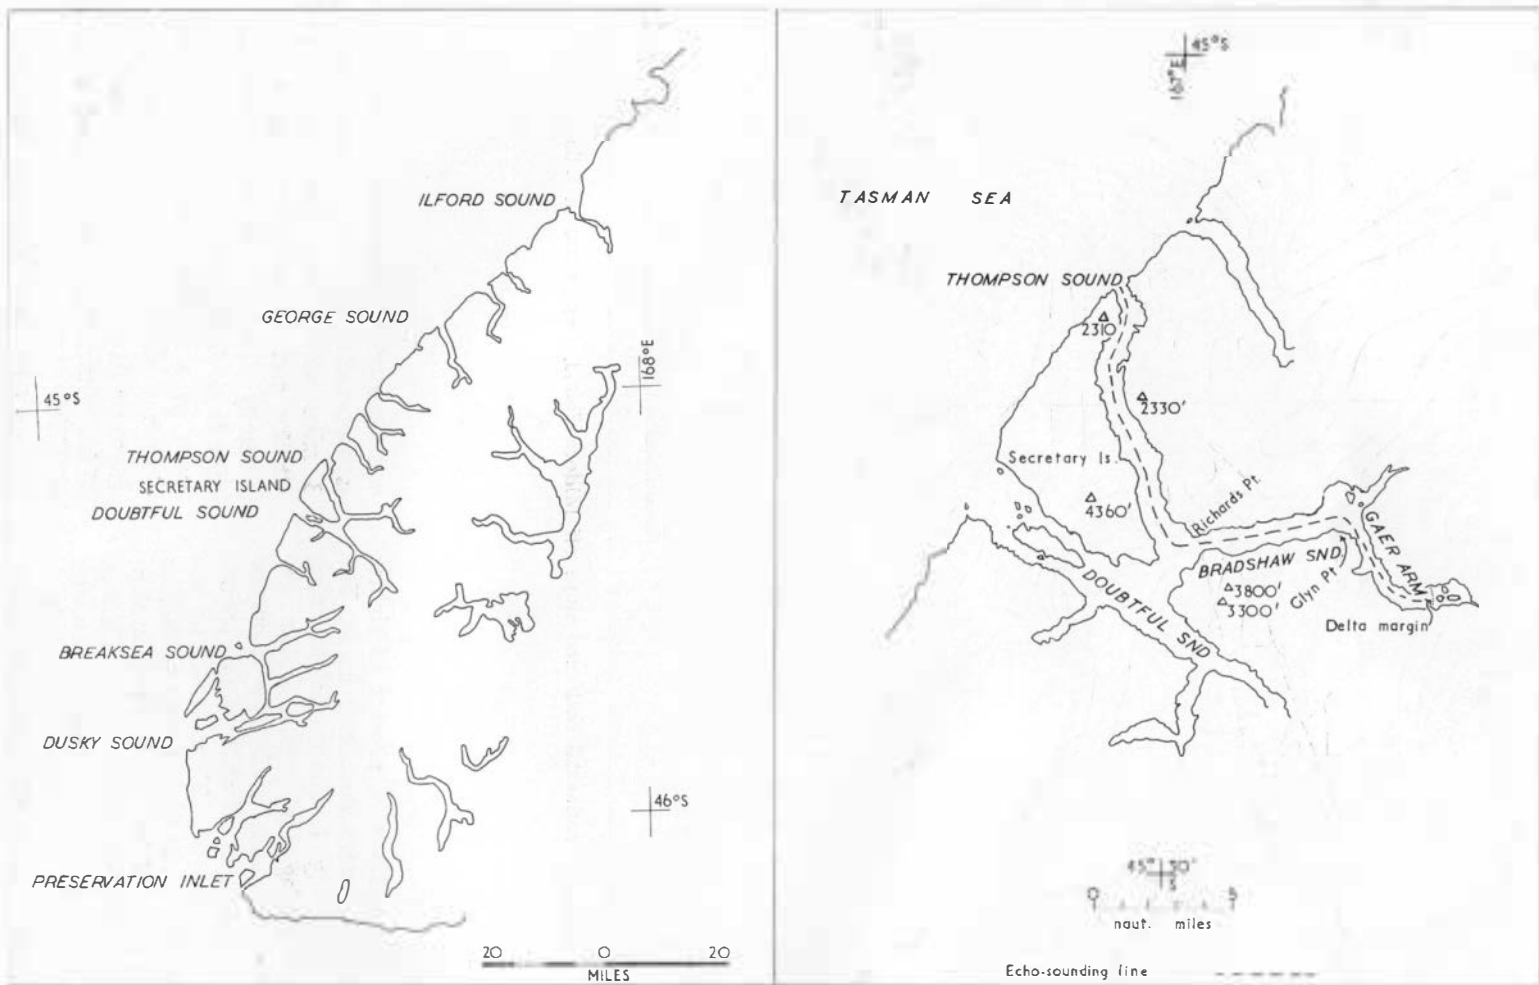 ILFORD SOUND
GEORGE SOUND
168°E
45°S
THOMPSON SOUND
SECRETARY ISLAND
DOUBTFUL SOUND
BREAKSEA SOUND
DUSKY SOUND
46°S
PRESERVATION INLET
20 0 20
MILES
45°S
167°E
TASMAN SEA
THOMPSON SOUND
2310
2330'
Secretary Is.
4360'
Richards Pt.
GAER ARM
BRADSHAW SND.
3800'
3300'
Glyn Pt.
DOUBTFUL SND
Delta margin
45° 30'
S
0 5
naut. miles
Echo-sounding line